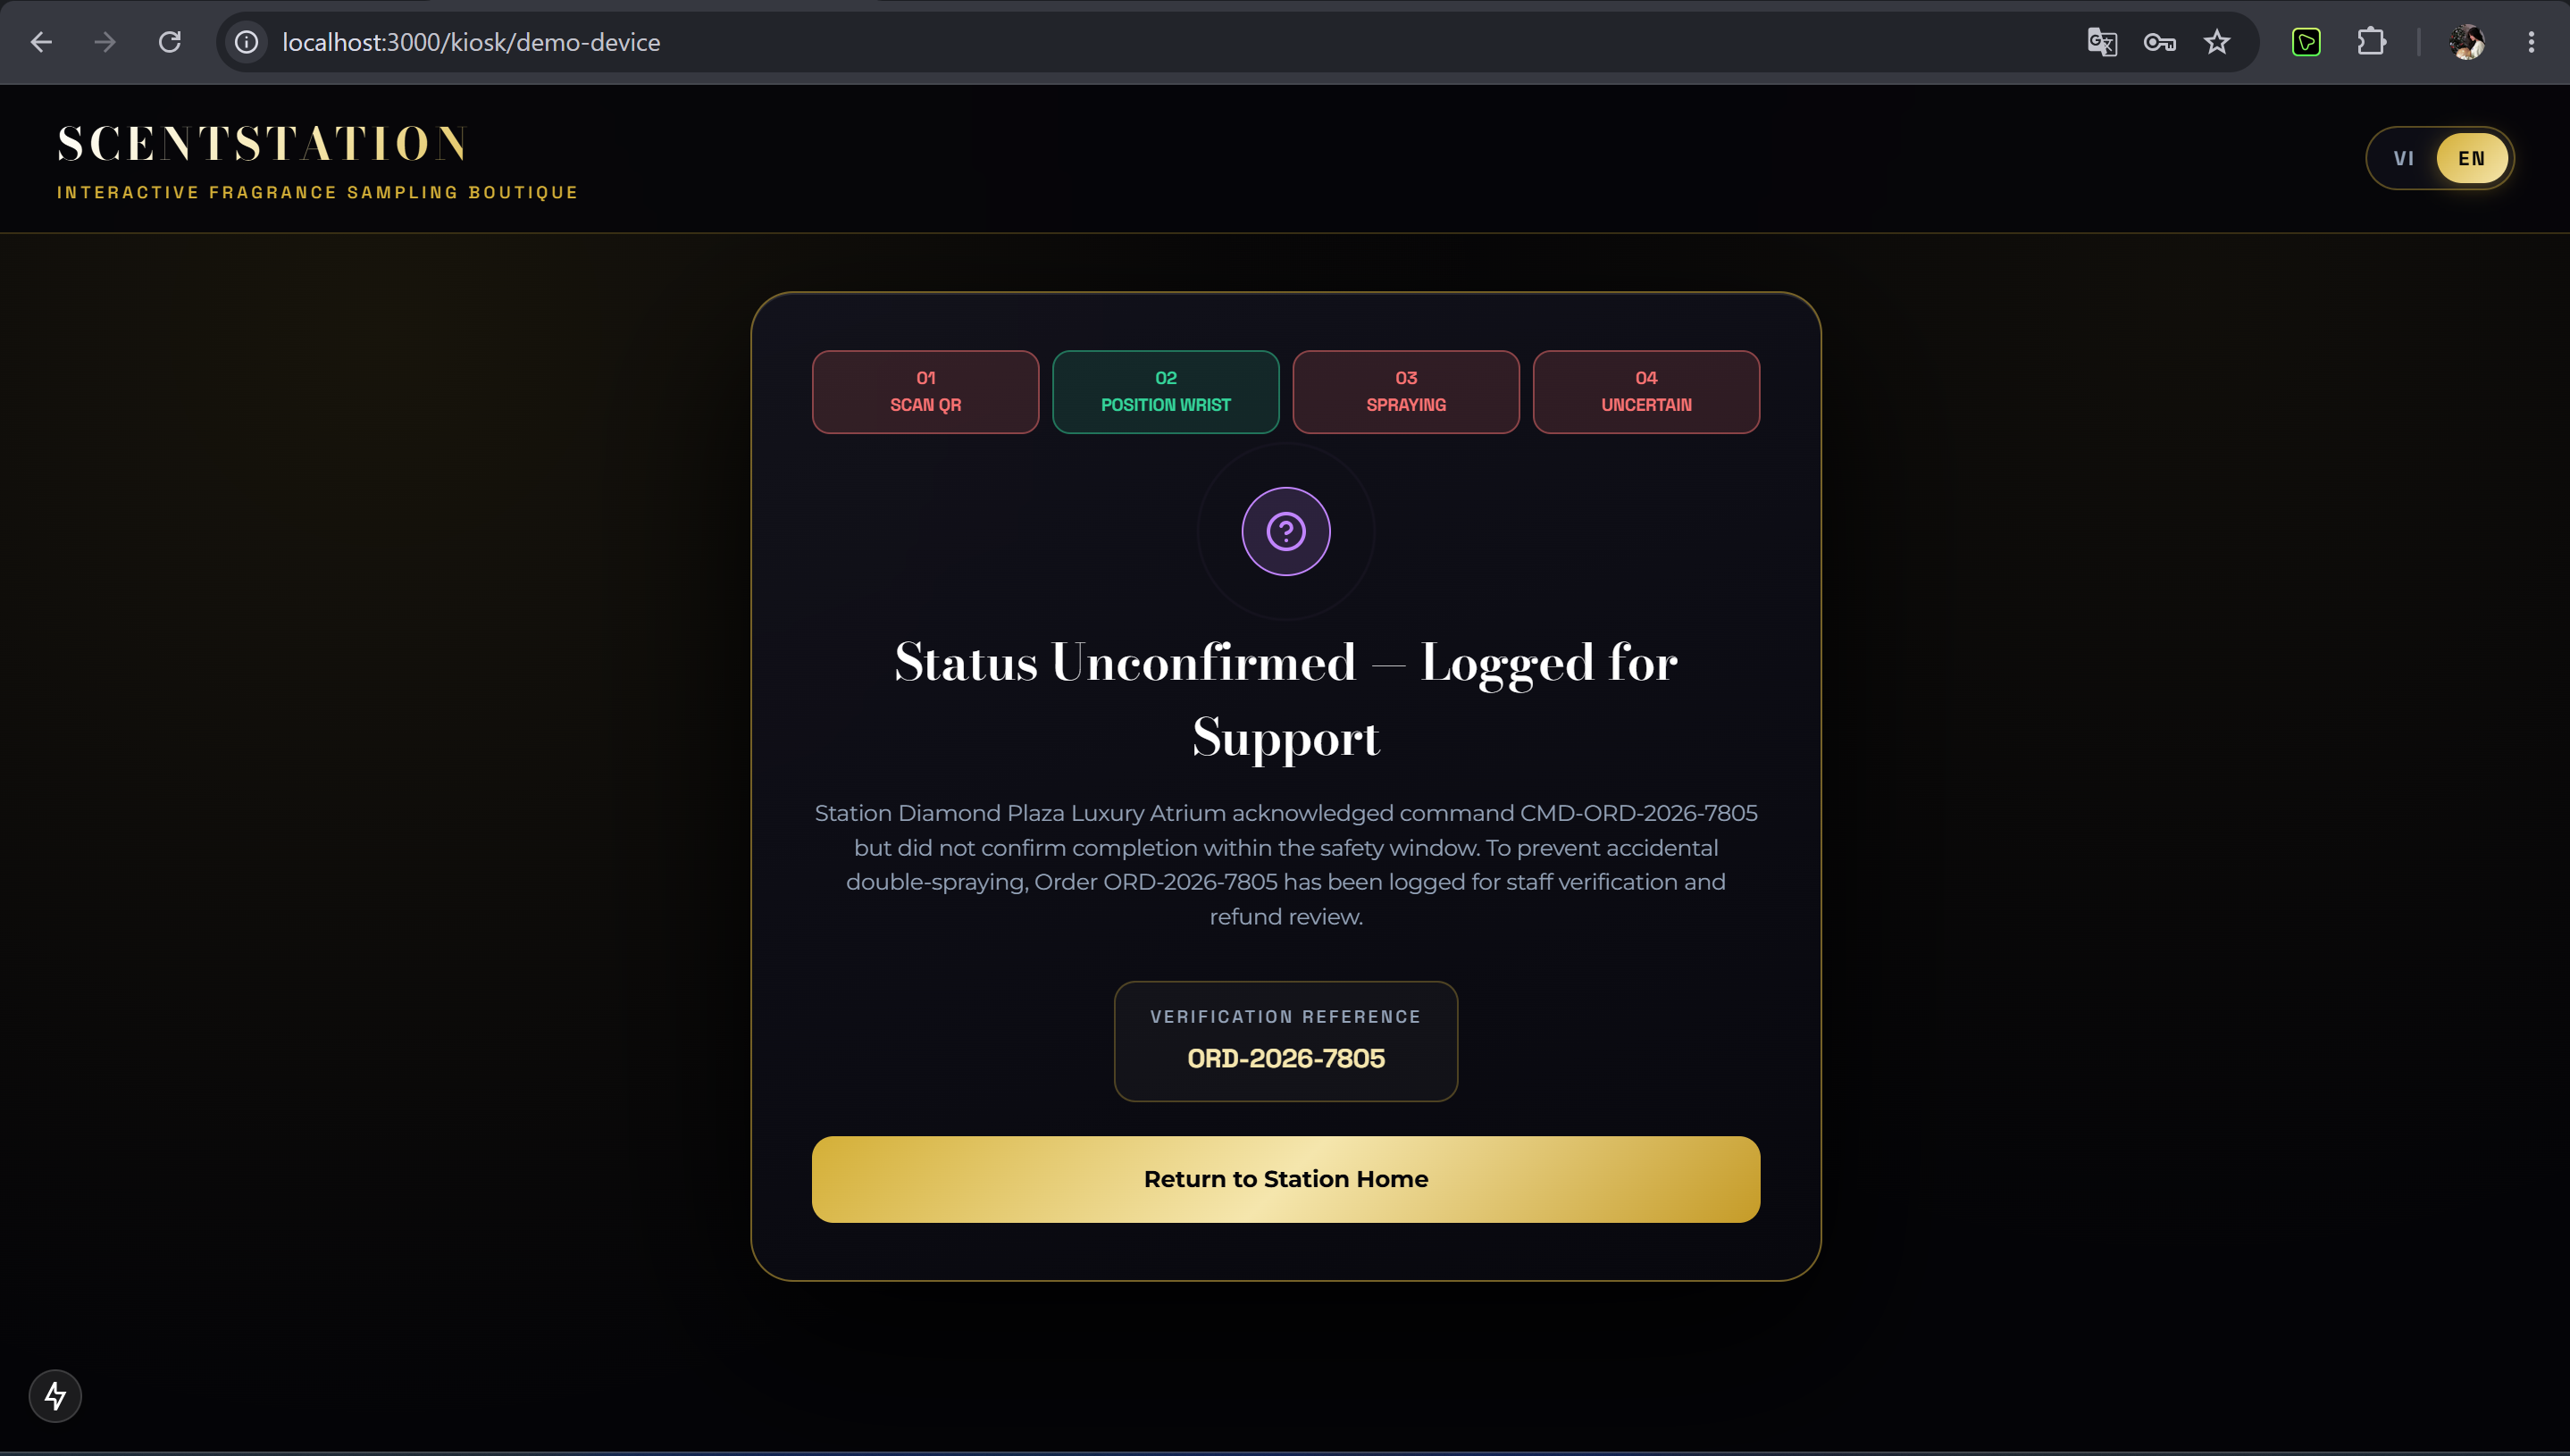 localhost:3000/kiosk/demo-device
SCENTSTATION
INTERACTIVE FRAGRANCE SAMPLING BOUTIQUE
VI
EN
01
SCAN QR
02
POSITION WRIST
03
SPRAYING
04
UNCERTAIN
Status Unconfirmed — Logged for
Support
Station Diamond Plaza Luxury Atrium acknowledged command CMD-ORD-2026-7805
but did not confirm completion within the safety window. To prevent accidental
double-spraying, Order ORD-2026-7805 has been logged for staff verification and
refund review.
VERIFICATION REFERENCE
ORD-2026-7805
Return to Station Home